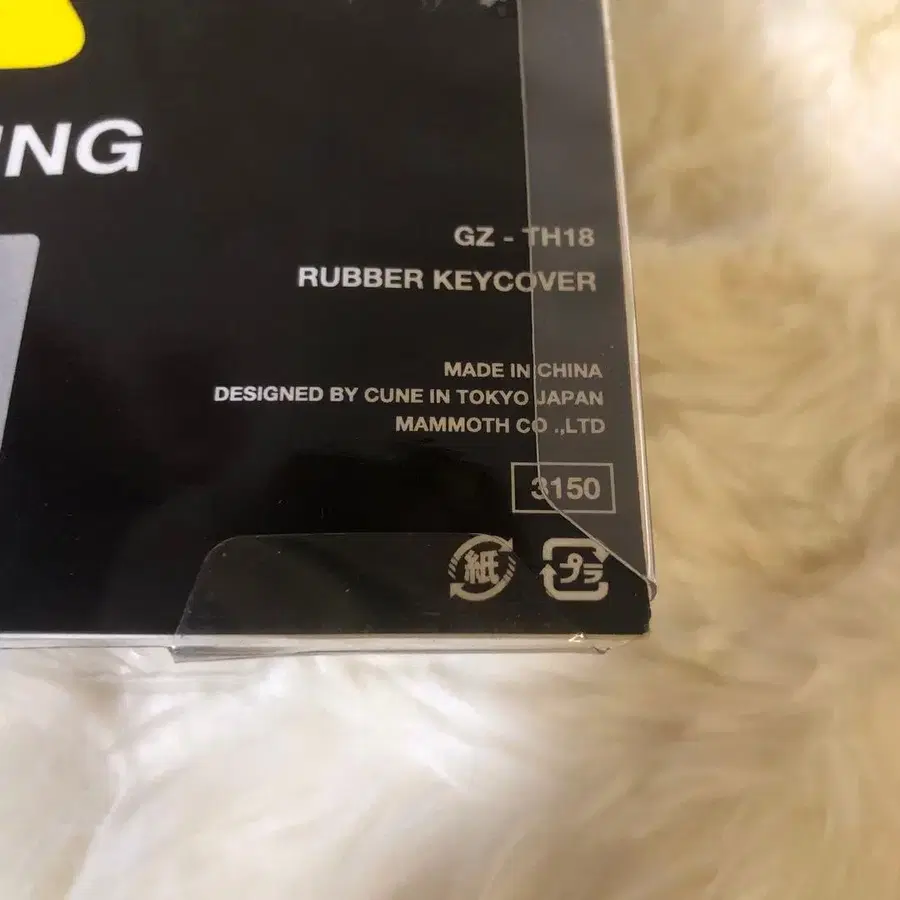 GZ - TH18
RUBBER KEYCOVER
MADE IN CHINA
DESIGNED BY CUNE IN TOKYO JAPAN
MAMMOTH CO .,LTD
3150
紙
プラ